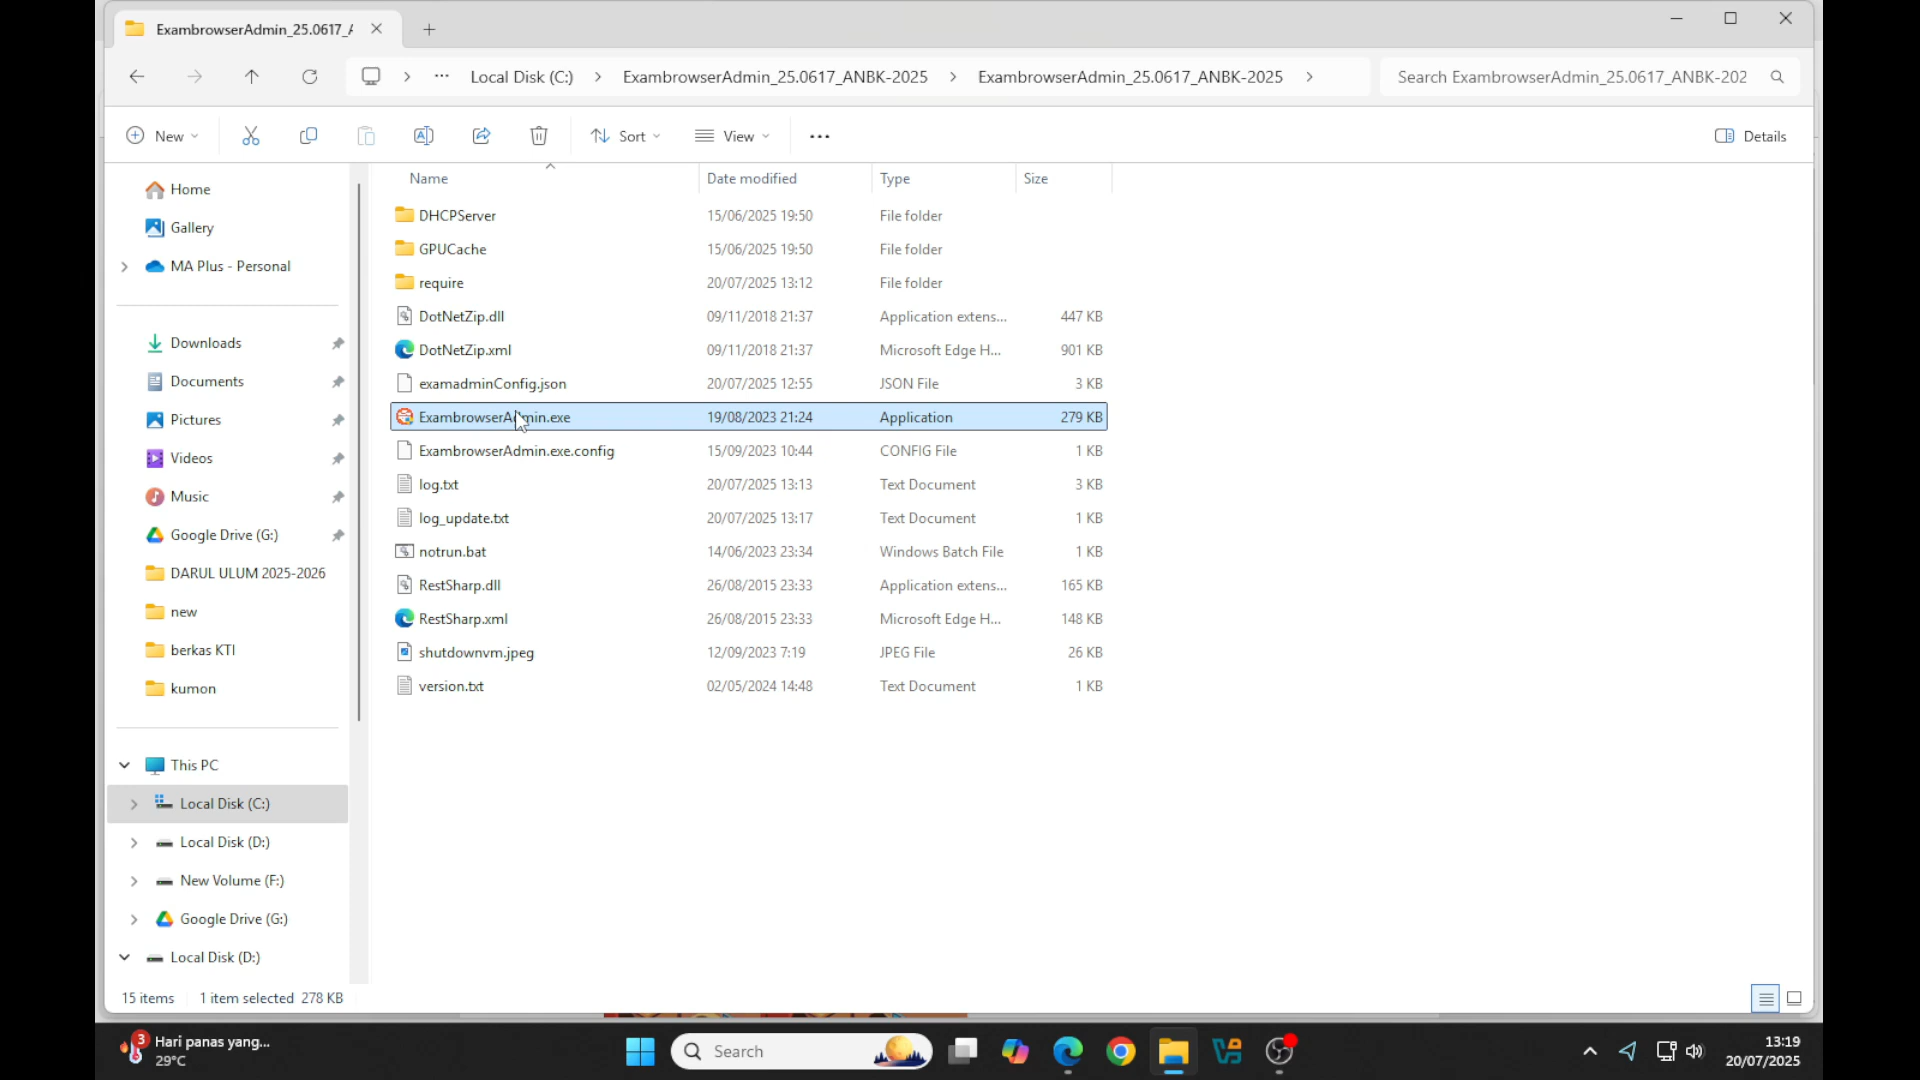 ExambrowserAdmin_25.0617_A
Local Disk (C:)
ExambrowserAdmin_25.0617_ANBK-2025
ExambrowserAdmin_25.0617_ANBK-2025
Search ExambrowserAdmin_25.0617_ANBK-202
New
Sort
View
Details
Home
Gallery
MA Plus - Personal
Downloads
Documents
Pictures
Videos
Music
Google Drive (G:)
DARUL ULUM 2025-2026
new
berkas KTI
kumon
This PC
Local Disk (C:)
Local Disk (D:)
New Volume (F:)
Google Drive (G:)
Local Disk (D:)
Name Date modified Type Size
DHCPServer 15/06/2025 19:50 File folder
GPUCache 15/06/2025 19:50 File folder
require 20/07/2025 13:12 File folder
DotNetZip.dll 09/11/2018 21:37 Application extens... 447 KB
DotNetZip.xml 09/11/2018 21:37 Microsoft Edge H... 901 KB
examadminConfig.json 20/07/2025 12:55 JSON File 3 KB
ExambrowserAdmin.exe 19/08/2023 21:24 Application 279 KB
ExambrowserAdmin.exe.config 15/09/2023 10:44 CONFIG File 1 KB
log.txt 20/07/2025 13:13 Text Document 3 KB
log_update.txt 20/07/2025 13:17 Text Document 1 KB
notrun.bat 14/06/2023 23:34 Windows Batch File 1 KB
RestSharp.dll 26/08/2015 23:33 Application extens... 165 KB
RestSharp.xml 26/08/2015 23:33 Microsoft Edge H... 148 KB
shutdownvm.jpeg 12/09/2023 7:19 JPEG File 26 KB
version.txt 02/05/2024 14:48 Text Document 1 KB
15 items 1 item selected 278 KB
3
Hari panas yang...
29°C
Search
13:19
20/07/2025